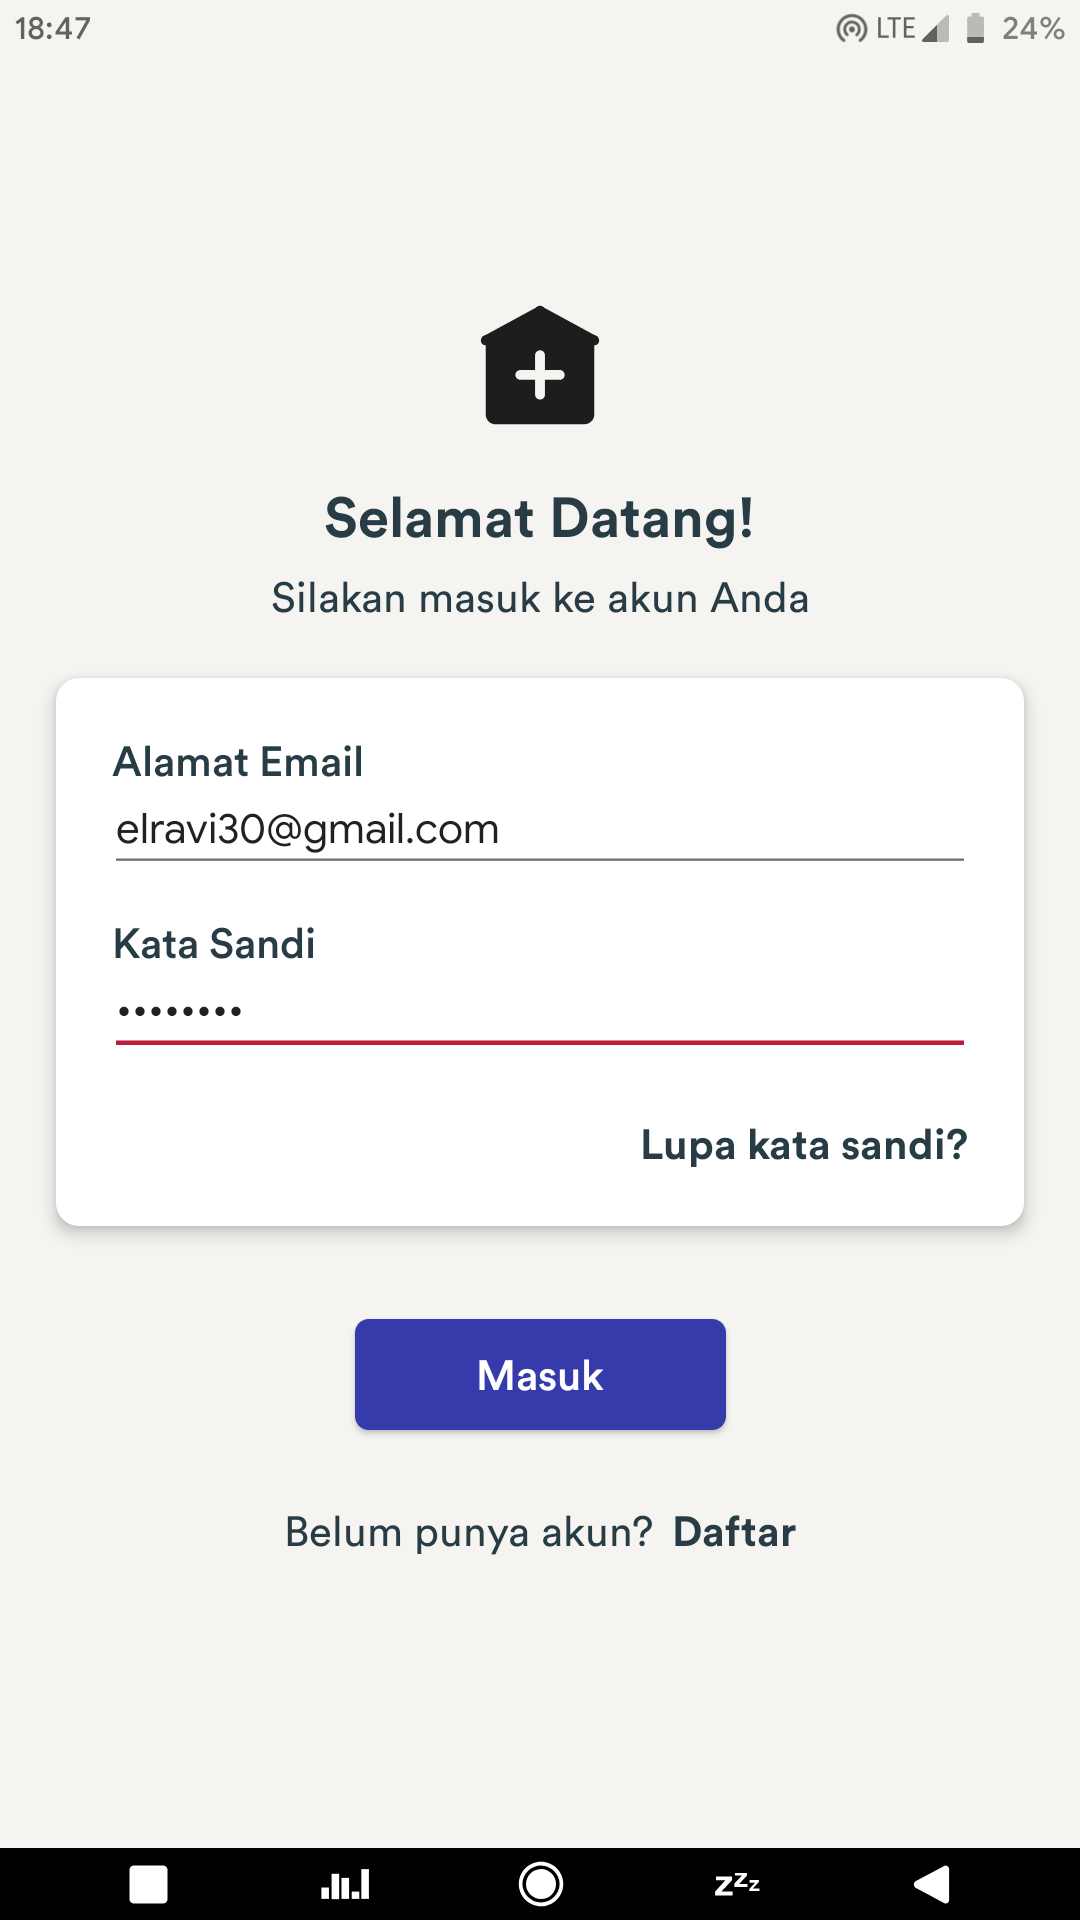 18:47 LTE 24%
Selamat Datang!
Silakan masuk ke akun Anda
Alamat Email
elravi30@gmail.com
Kata Sandi
••••••••
Lupa kata sandi?
Masuk
Belum punya akun? Daftar
zzz